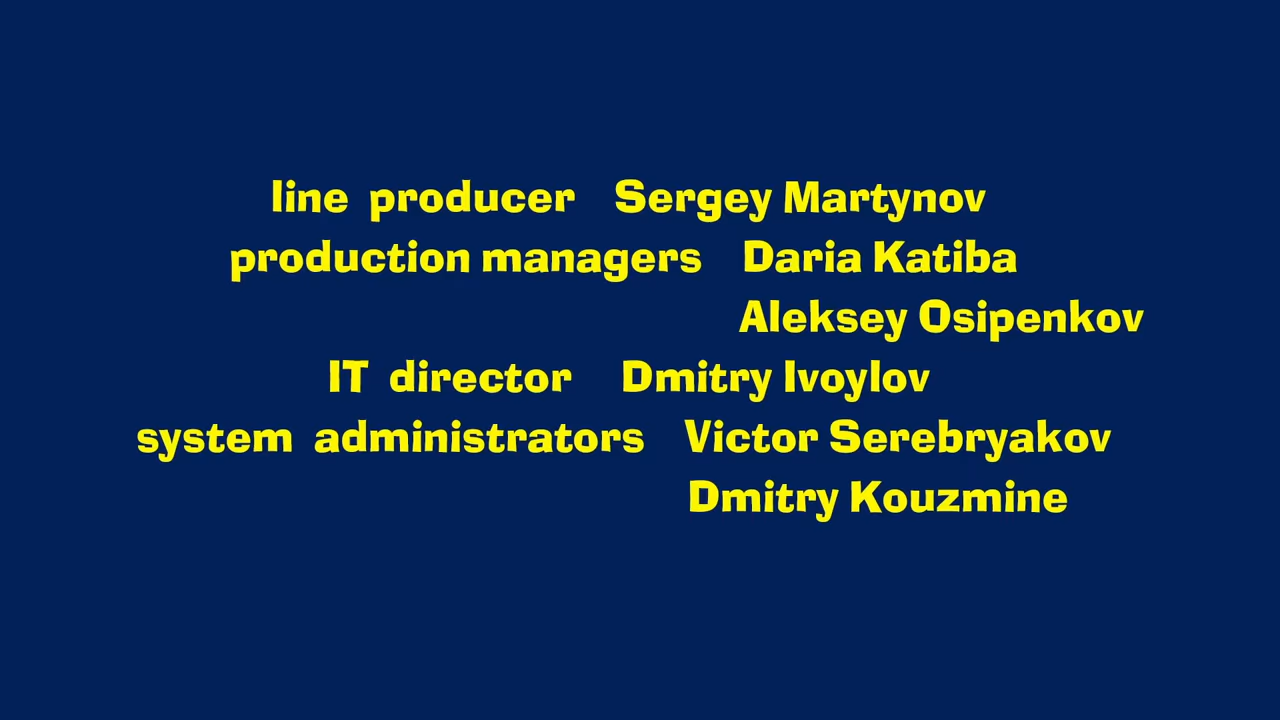 line producer Sergey Martynov
production managers Daria Katiba
Aleksey Osipenkov
IT director Dmitry Ivoylov
system administrators Victor Serebryakov
Dmitry Kouzmine